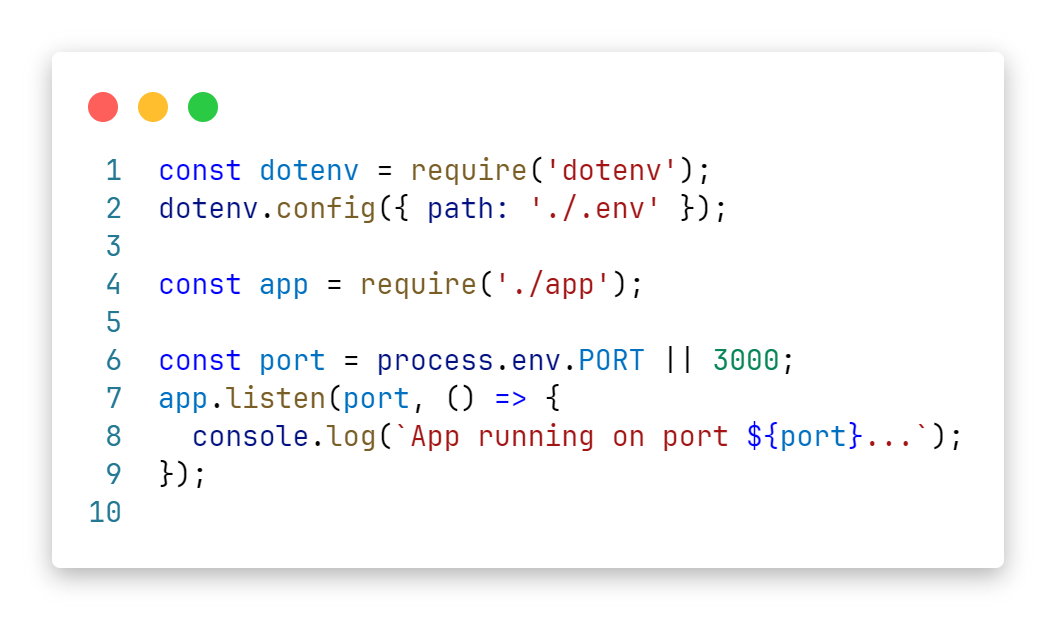 1 const dotenv = require('dotenv');
2 dotenv.config({ path: './.env' });
3
4 const app = require('./app');
5
6 const port = process.env.PORT || 3000;
7 app.listen(port, () => {
8   console.log(`App running on port ${port}...`);
9 });
10